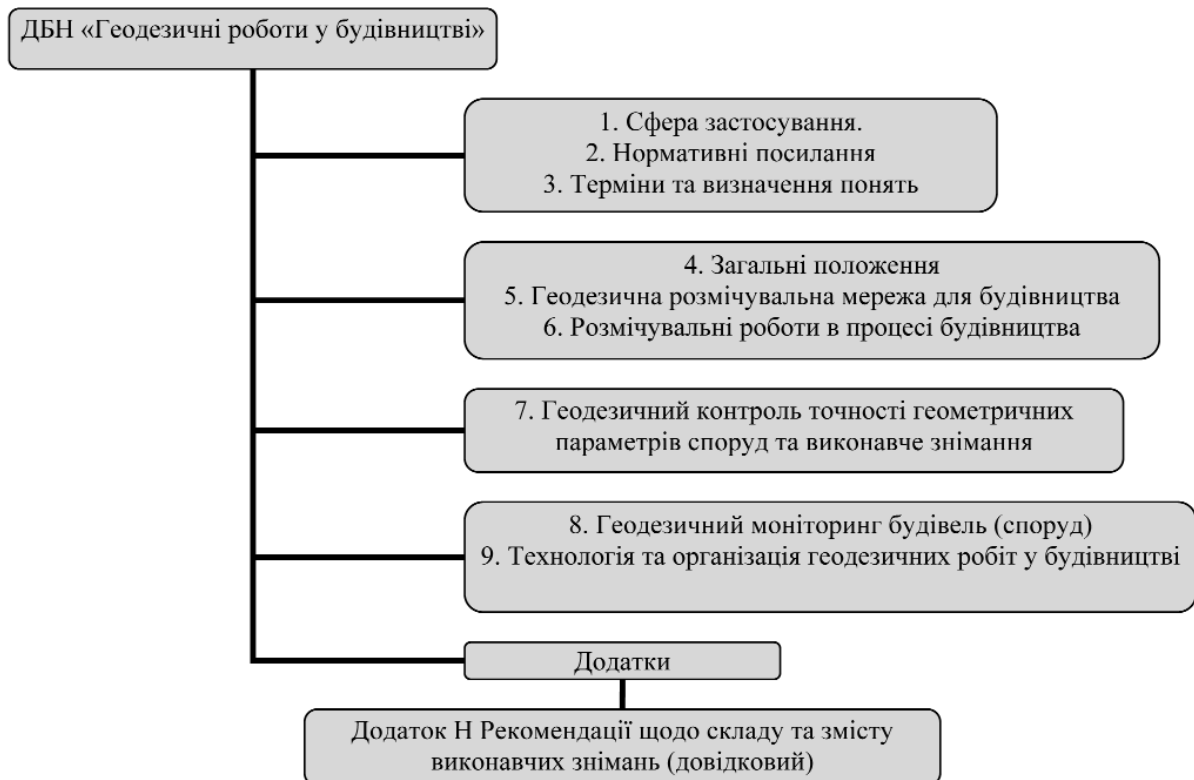 ДБН «Геодезичні роботи у будівництві»
1. Сфера застосування.
2. Нормативні посилання
3. Терміни та визначення понять
4. Загальні положення
5. Геодезична розмічувальна мережа для будівництва
6. Розмічувальні роботи в процесі будівництва
7. Геодезичний контроль точності геометричних
параметрів споруд та виконавче знімання
8. Геодезичний моніторинг будівель (споруд)
9. Технологія та організація геодезичних робіт у будівництві
Додатки
Додаток Н Рекомендації щодо складу та змісту
виконавчих знімань (довідковий)